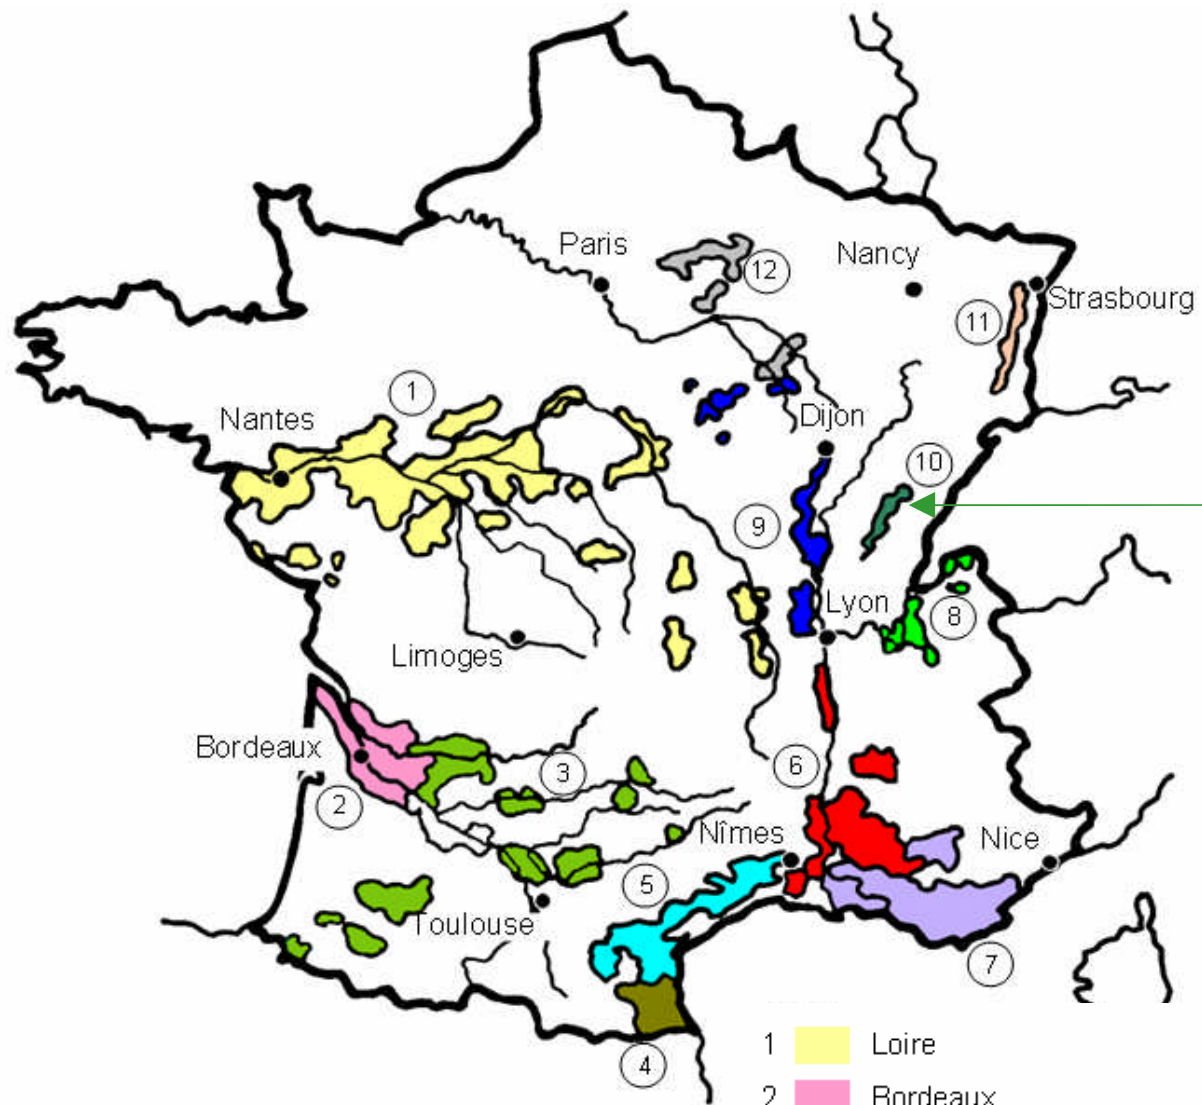 Paris
12
Nancy
Strasbourg
11
1
Nantes
Dijon
10
9
Lyon
8
Limoges
Bordeaux
3
6
2
Nîmes
Nice
5
Toulouse
7
4
1 Loire
2 Bordeaux